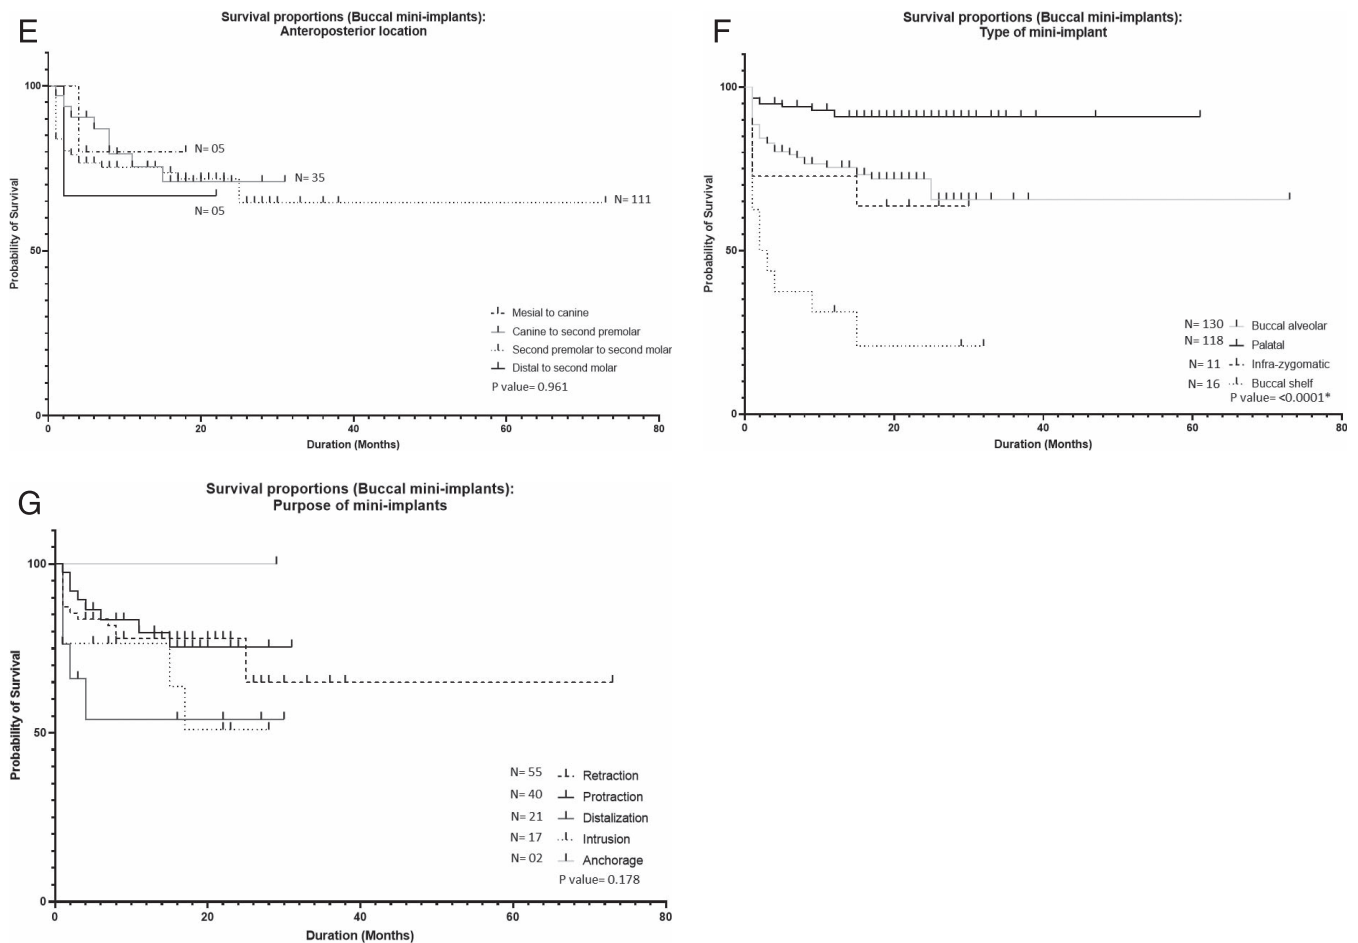 E
Survival proportions (Buccal mini-implants):
Anteroposterior location
Probability of Survival
100
50
0
N= 05
N= 35
N= 111
N= 05
Mesial to canine
Canine to second premolar
Second premolar to second molar
Distal to second molar
P value= 0.961
0 20 40 60 80
Duration (Months)
F
Survival proportions (Buccal mini-implants):
Type of mini-implant
Probability of Survival
100
50
0
N= 130 Buccal alveolar
N= 118 Palatal
N= 11 Infra-zygomatic
N= 16 Buccal shelf
P value= <0.0001*
0 20 40 60 80
Duration (Months)
G
Survival proportions (Buccal mini-implants):
Purpose of mini-implants
Probability of Survival
100
50
0
N= 55 Retraction
N= 40 Protraction
N= 21 Distalization
N= 17 Intrusion
N= 02 Anchorage
P value= 0.178
0 20 40 60 80
Duration (Months)